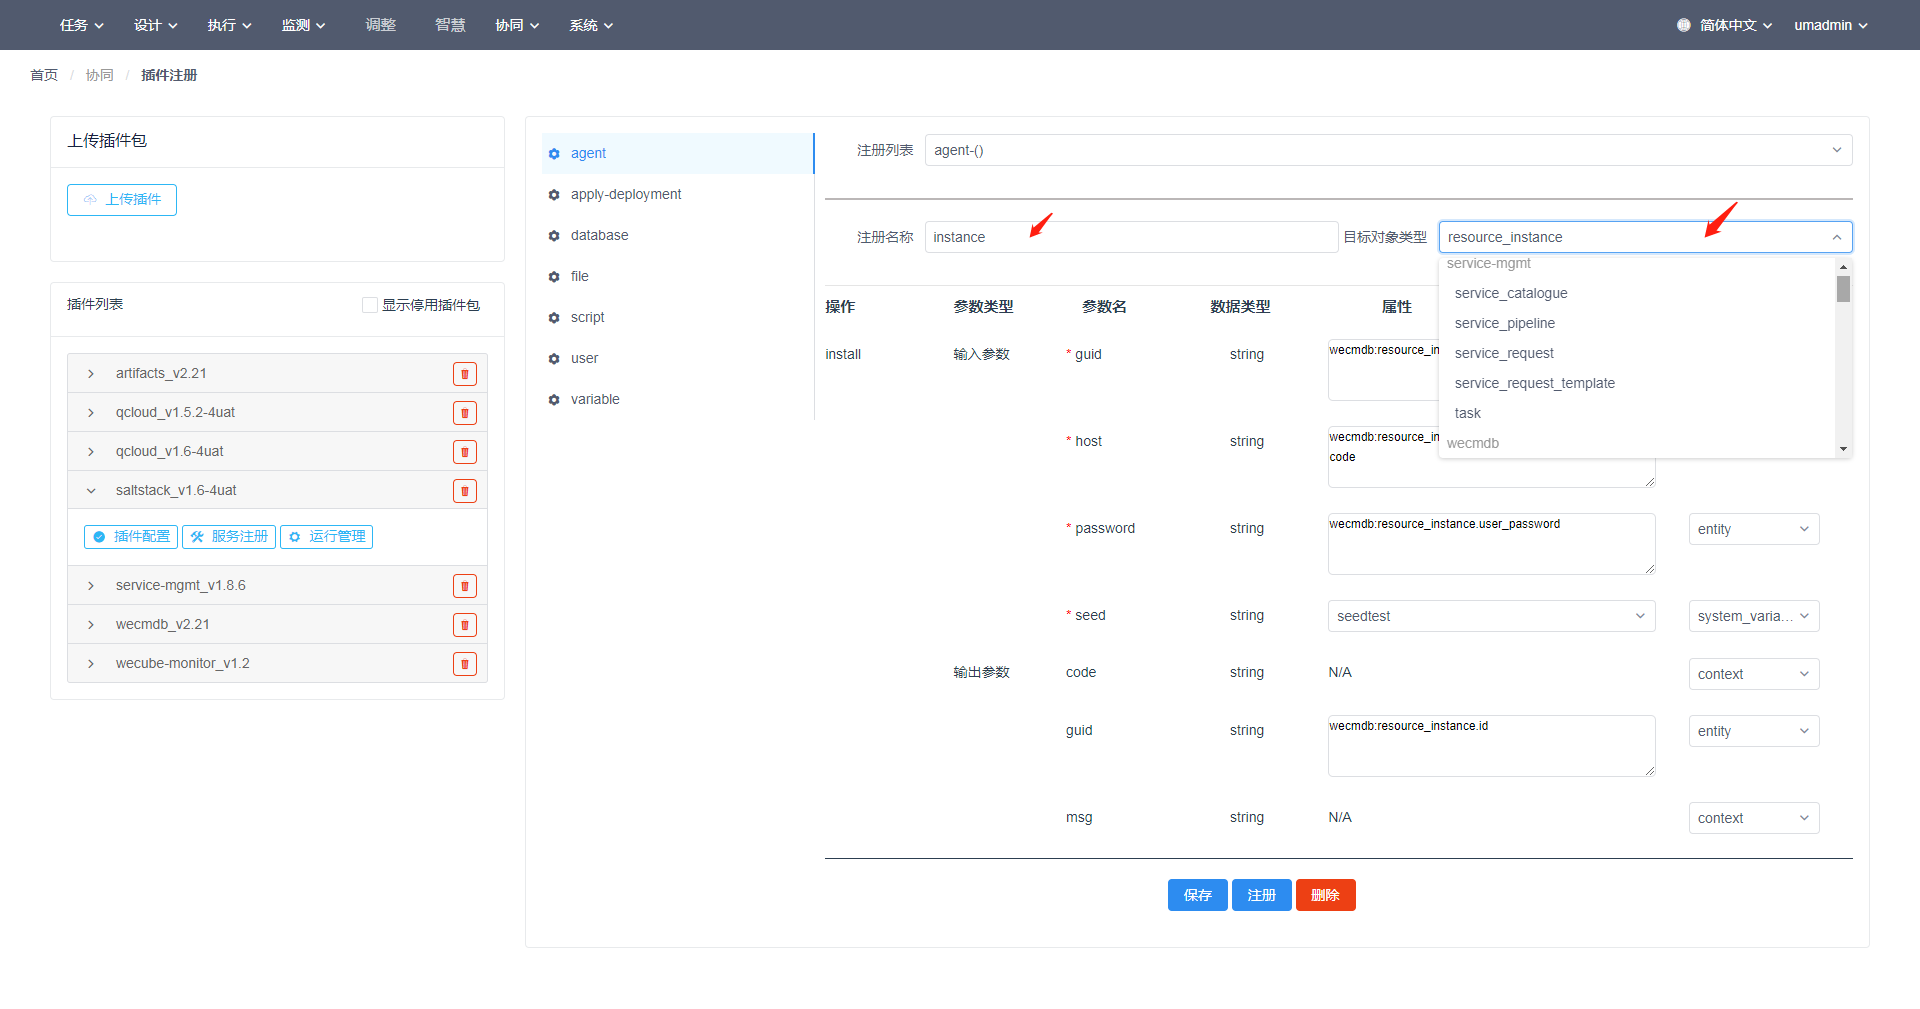 任务 设计 执行 监测 调整 智慧 协同 系统 简体中文 umadmin
首页 / 协同 / 插件注册
上传插件包
上传插件
插件列表 显示停用插件包
artifacts_v2.21
qcloud_v1.5.2-4uat
qcloud_v1.6-4uat
saltstack_v1.6-4uat
插件配置 服务注册 运行管理
service-mgmt_v1.8.6
wecmdb_v2.21
wecube-monitor_v1.2
agent
apply-deployment
database
file
script
user
variable
注册列表 agent-()
注册名称 instance 目标对象类型 resource_instance
service-mgmt
service_catalogue
service_pipeline
service_request
service_request_template
task
wecmdb
操作 参数类型 参数名 数据类型 属性
install 输入参数 * guid string wecmdb:resource_in
* host string wecmdb:resource_in
code
* password string wecmdb:resource_instance.user_password entity
* seed string seedtest system_varia...
输出参数 code string N/A context
guid string wecmdb:resource_instance.id entity
msg string N/A context
保存 注册 删除